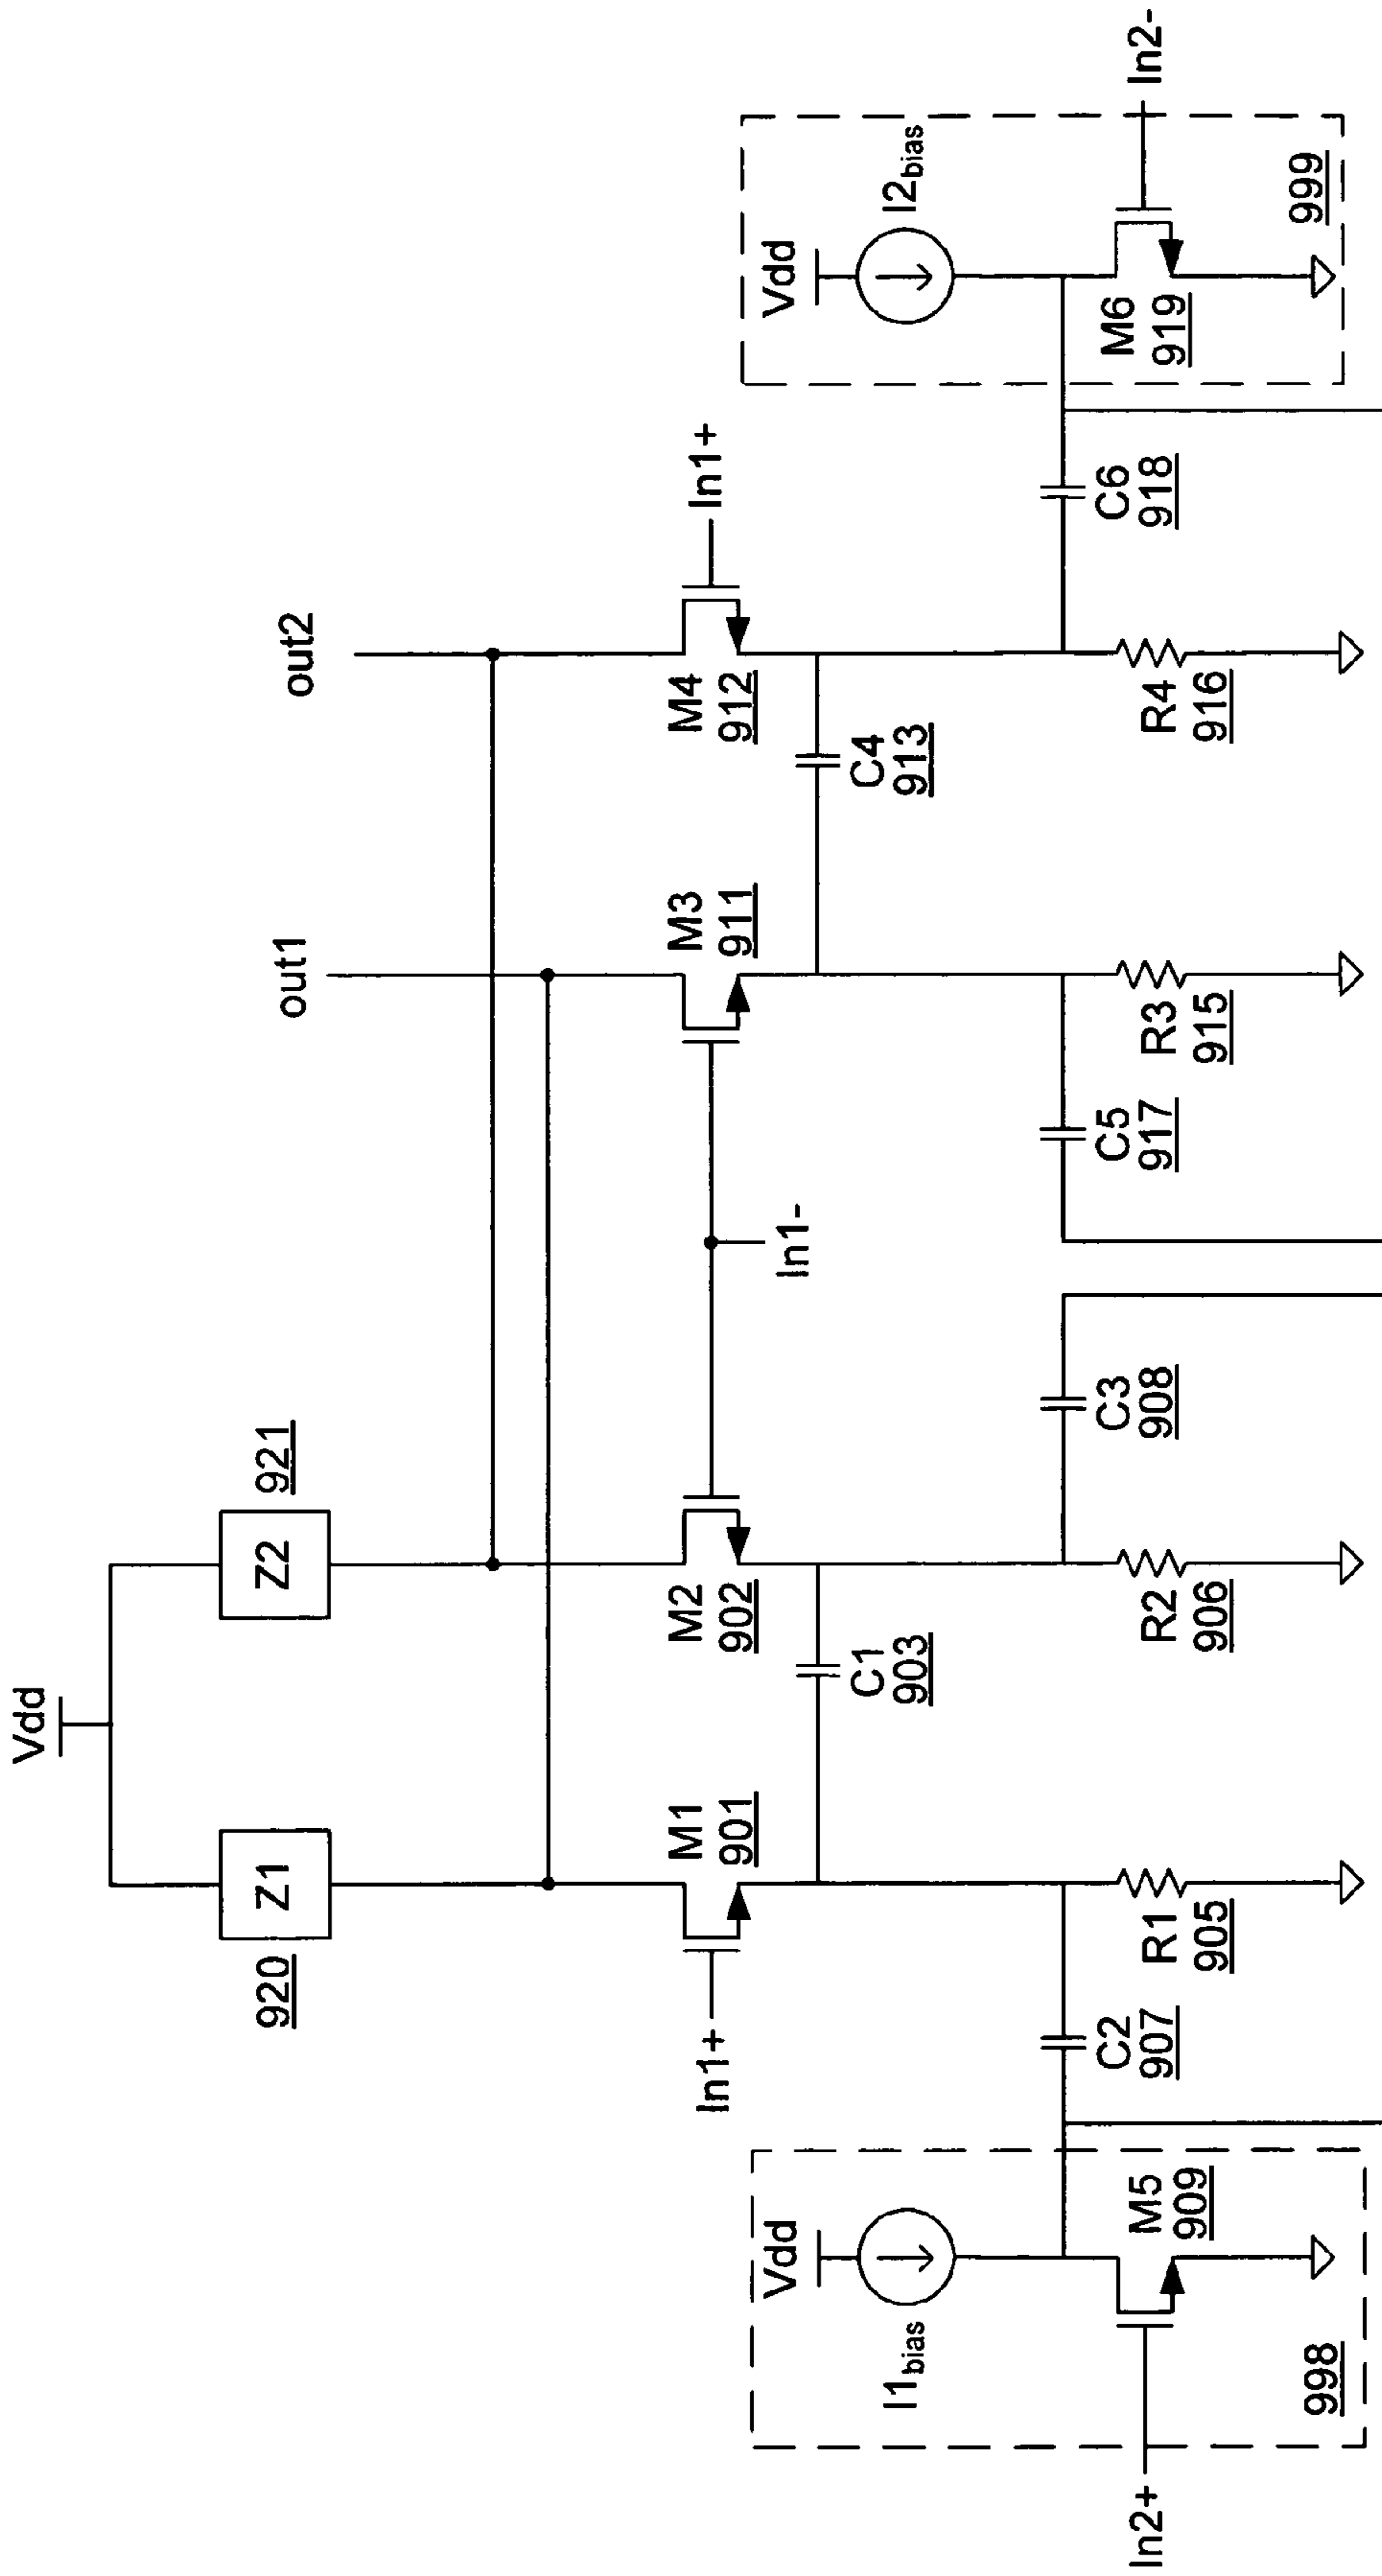 Vdd
Z1
920
Z2
921
out1
out2
In1+
M1
901
M2
902
In1-
M3
911
M4
912
In1+
C1
903
C4
913
Vdd
I1bias
M5
909
In2+
998
C2
907
R1
905
R2
906
C3
908
C5
917
R3
915
R4
916
C6
918
Vdd
I2bias
M6
919
In2-
999